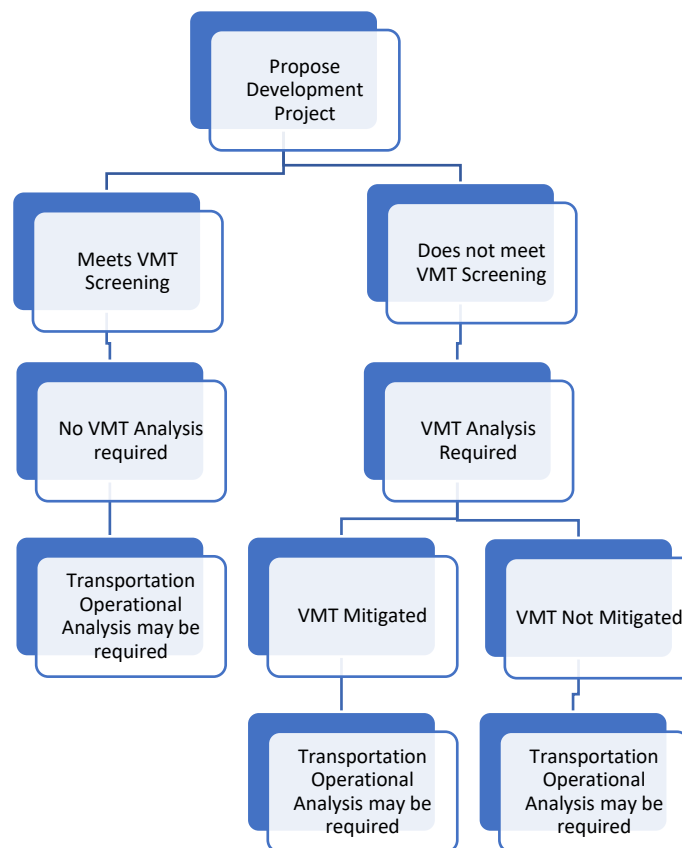 Propose
Development
Project
Meets VMT
Screening
Does not meet
VMT Screening
No VMT Analysis
required
VMT Analysis
Required
Transportation
Operational
Analysis may be
required
VMT Mitigated
VMT Not Mitigated
Transportation
Operational
Analysis may be
required
Transportation
Operational
Analysis may be
required